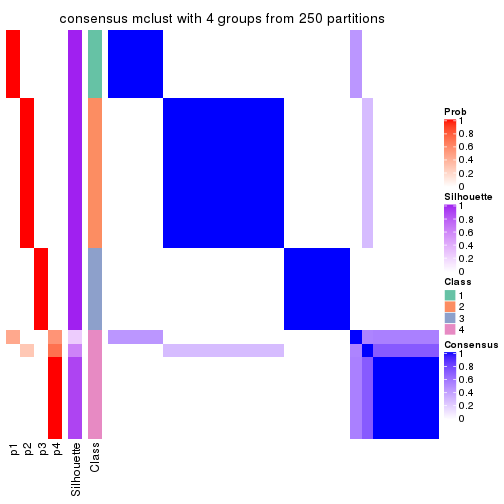 consensus mclust with 4 groups from 250 partitions
Prob
1
0.8
0.6
0.4
0.2
0
Silhouette
1
0.8
0.6
0.4
0.2
0
Class
1
2
3
4
Consensus
1
0.8
0.6
0.4
0.2
0
p1
p2
p3
p4
Silhouette
Class